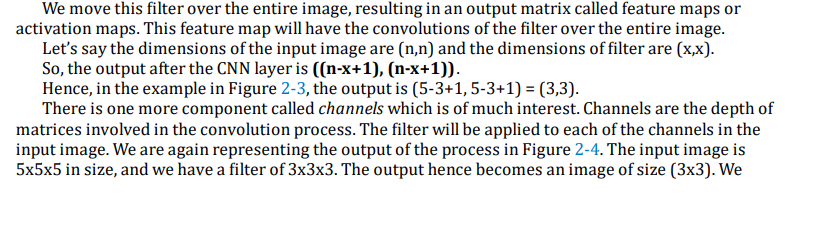 We move this filter over the entire image, resulting in an output matrix called feature maps or
activation maps. This feature map will have the convolutions of the filter over the entire image.
Let’s say the dimensions of the input image are (n,n) and the dimensions of filter are (x,x).
So, the output after the CNN layer is ((n-x+1), (n-x+1)).
Hence, in the example in Figure 2-3, the output is (5-3+1, 5-3+1) = (3,3).
There is one more component called channels which is of much interest. Channels are the depth of
matrices involved in the convolution process. The filter will be applied to each of the channels in the
input image. We are again representing the output of the process in Figure 2-4. The input image is
5x5x5 in size, and we have a filter of 3x3x3. The output hence becomes an image of size (3x3). We